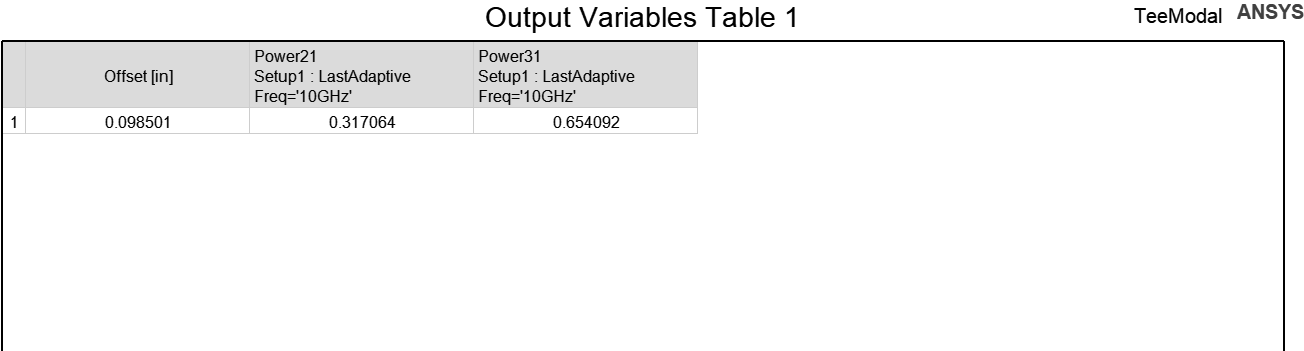 Output Variables Table 1
TeeModal ANSYS
Offset [in]
Power21
Setup1 : LastAdaptive
Freq='10GHz'
Power31
Setup1 : LastAdaptive
Freq='10GHz'
1 0.098501 0.317064 0.654092